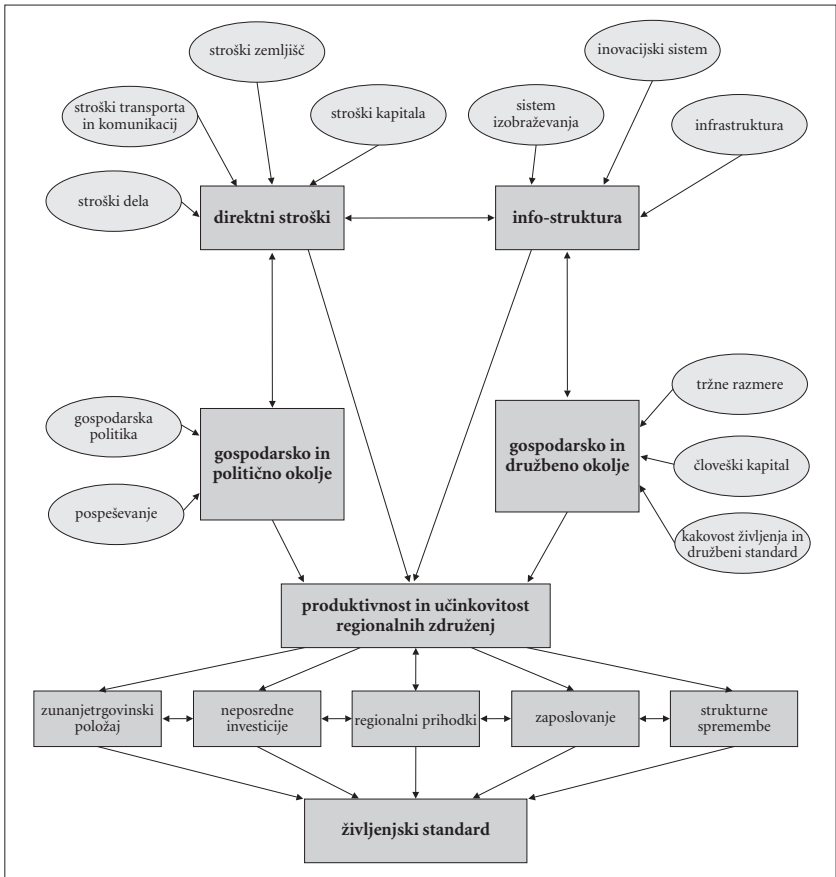 stroški zemljišč
inovacijski sistem
stroški transporta
in komunikacij
stroški kapitala
sistem
izobraževanja
infrastruktura
stroški dela
direktni stroški
info-struktura
tržne razmere
gospodarska
politika
gospodarsko in
politično okolje
gospodarsko in
družbeno okolje
človeški kapital
pospeševanje
kakovost življenja in
družbeni standard
produktivnost in učinkovitost
regionalnih združenj
zunanjetrgovinski
položaj
neposredne
investicije
regionalni prihodki
zaposlovanje
strukturne
spremembe
življenjski standard